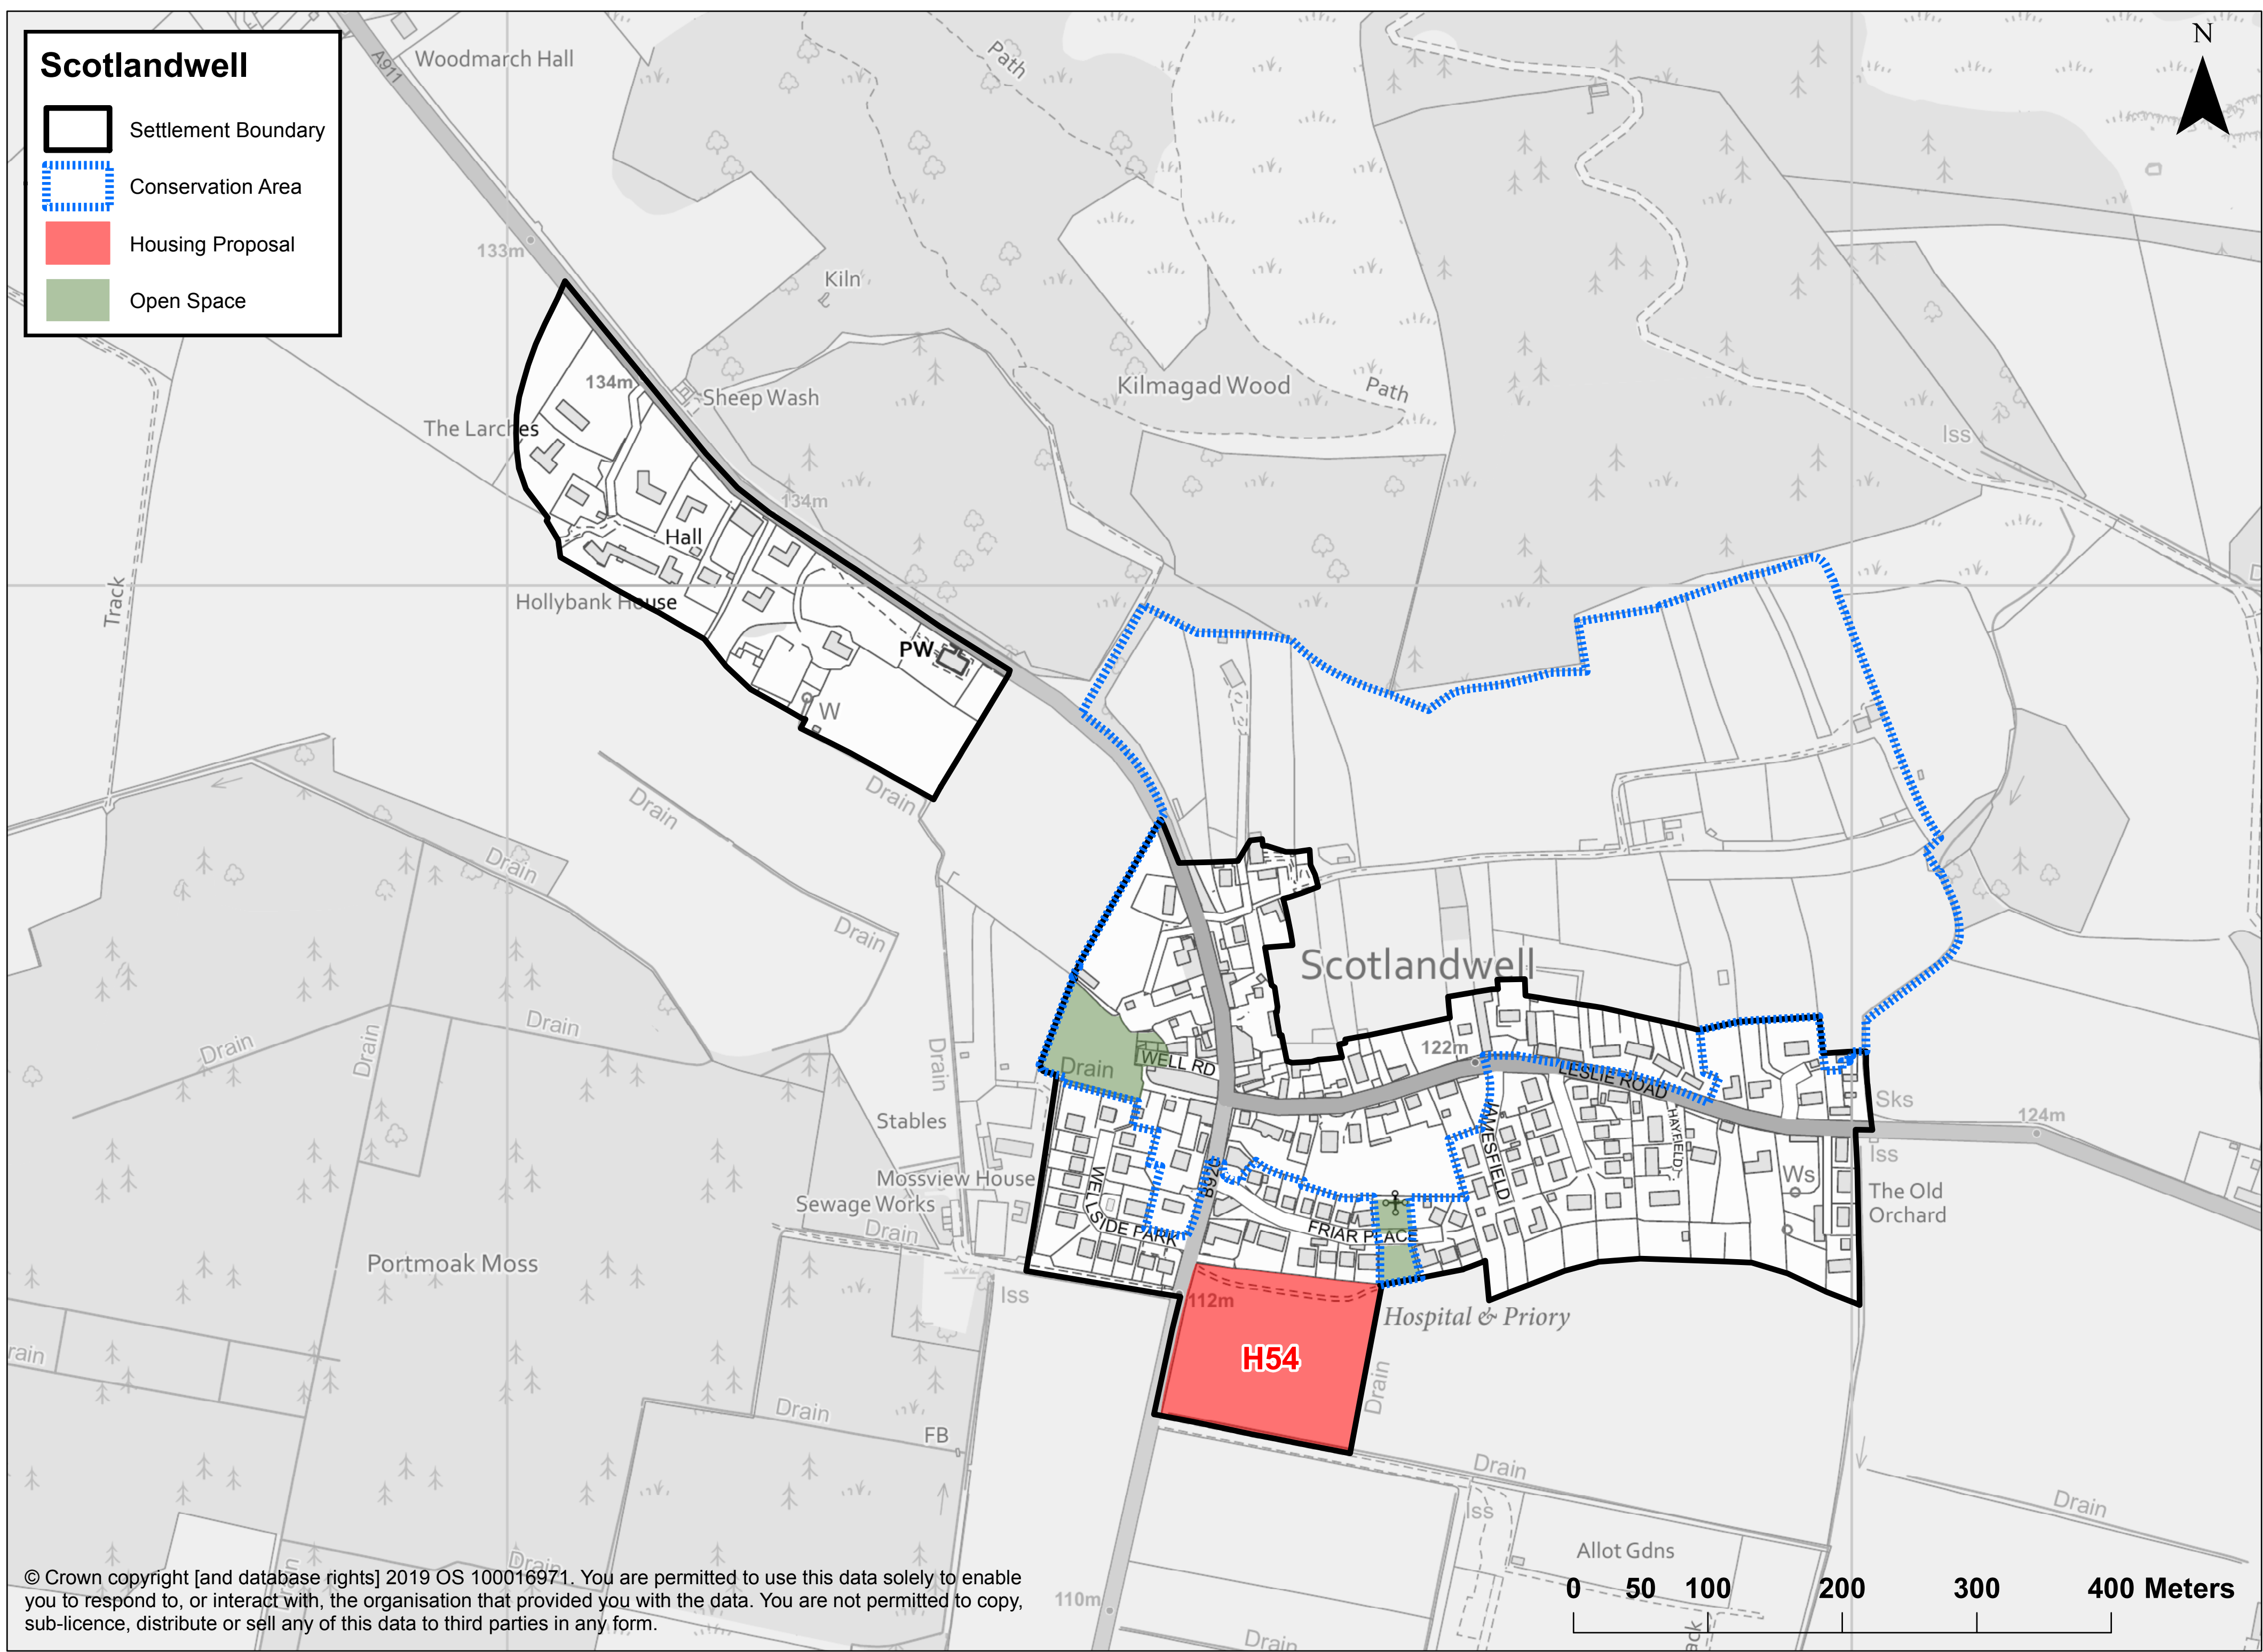 Scotlandwell
Settlement Boundary
Conservation Area
Housing Proposal
Open Space
N
A911
Woodmarch Hall
Path
133m
Kiln
134m
Sheep Wash
Kilmagad Wood
Path
The Larches
Iss
134m
Hall
Track
Hollybank House
PW
W
Drain
Drain
Drain
Drain
Scotlandwell
Drain
Drain
Drain
Drain
Drain
Drain
WELL RD
122m
LESLIE ROAD
Sks
124m
Stables
JAMESFIELD
HAYFIELD
Iss
Mossview House
WELLSIDE PARK
B920
Ws
The Old
Orchard
Sewage Works
Drain
FRIAR PLACE
Portmoak Moss
Iss
112m
Hospital & Priory
H54
rain
Drain
Drain
FB
Drain
Iss
Drain
Allot Gdns
Drain
Drain
110m
Drain
ack
© Crown copyright [and database rights] 2019 OS 100016971. You are permitted to use this data solely to enable
you to respond to, or interact with, the organisation that provided you with the data. You are not permitted to copy,
sub-licence, distribute or sell any of this data to third parties in any form.
0 50 100 200 300 400 Meters